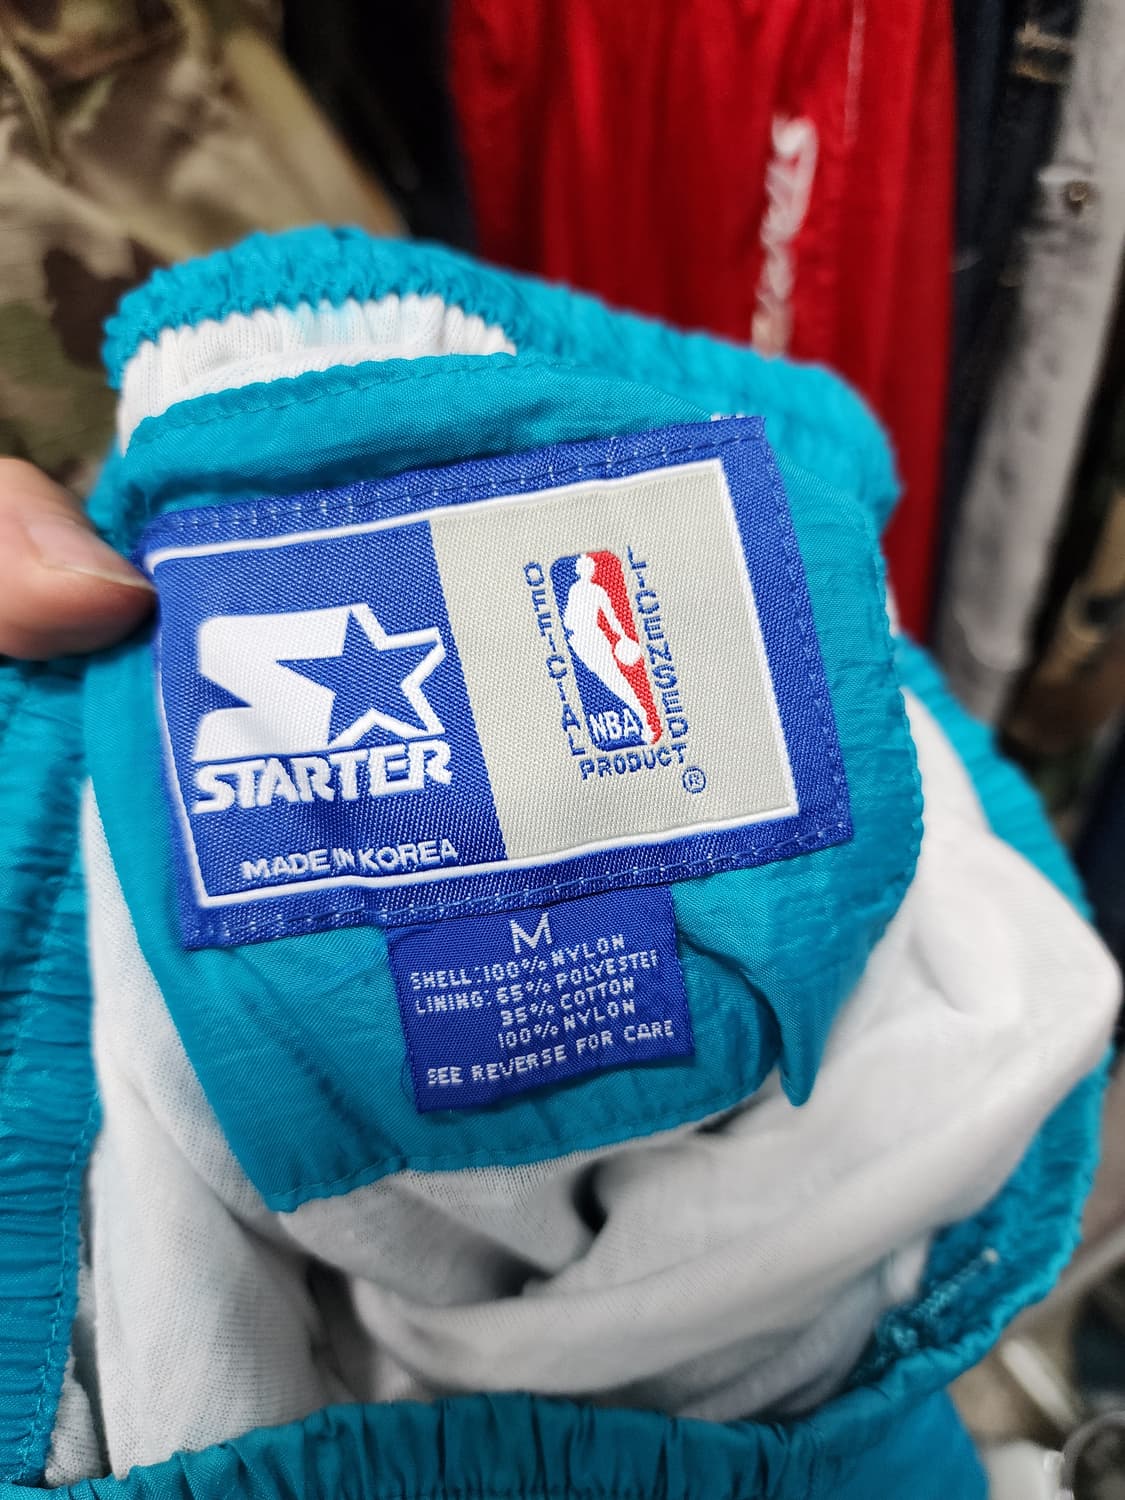 STARTER
STARTER
MADE IN KOREA
OFFICIAL
LICENSED
NBA
PRODUCT
®
M
SHELL: 100% NYLON
LINING: 65% POLYESTER
35% COTTON
100% NYLON
SEE REVERSE FOR CARE